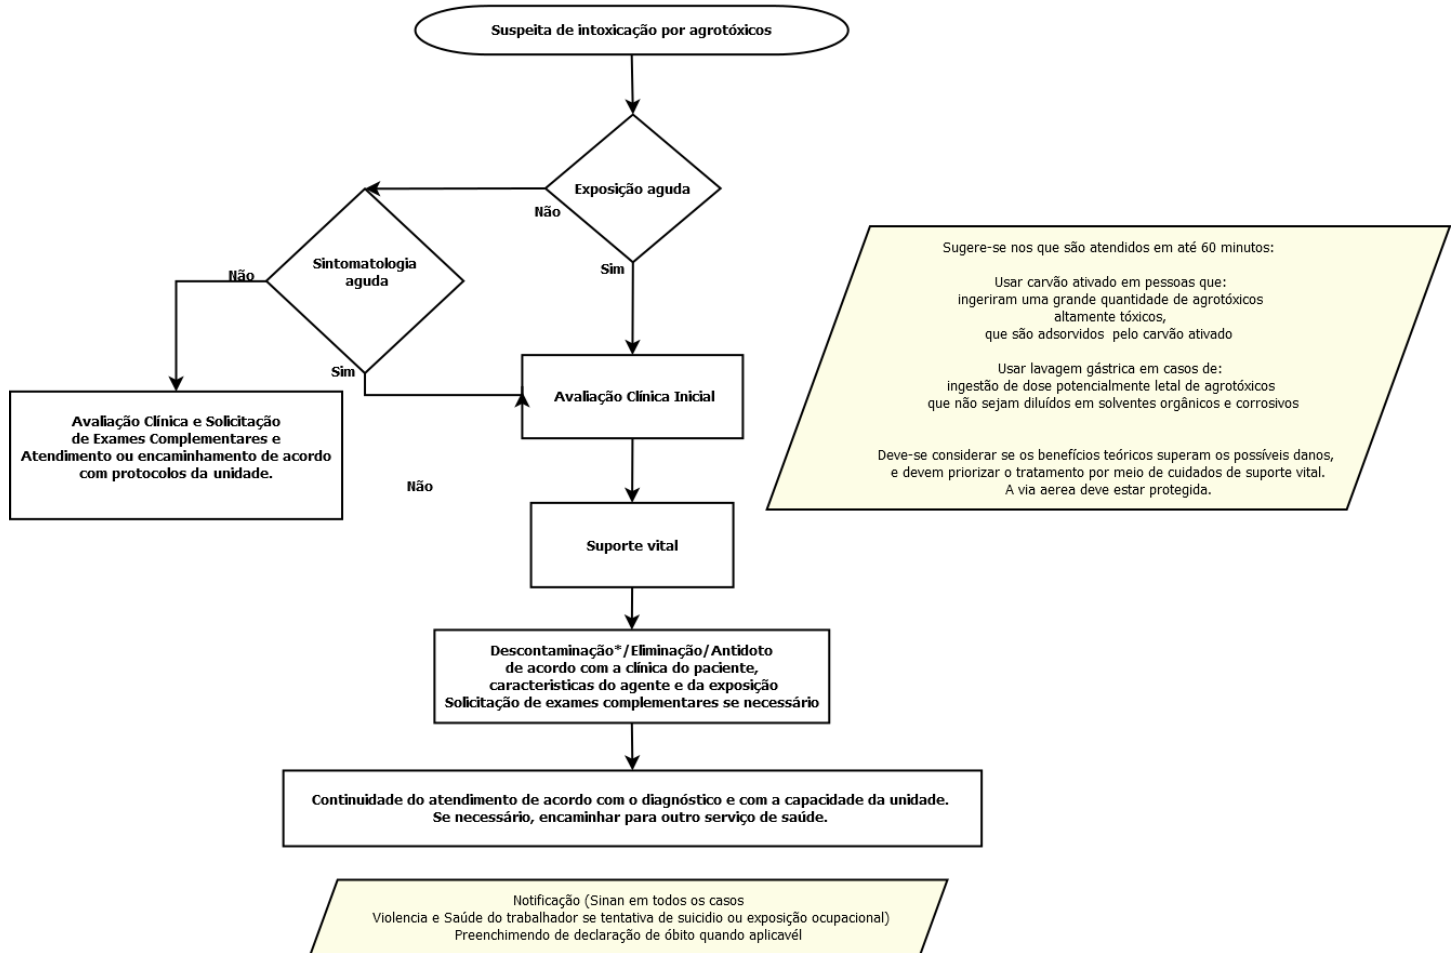 Suspeita de intoxicação por agrotóxicos
Exposição aguda
Não
Sim
Sintomatologia
aguda
Não
Sim
Avaliação Clínica e Solicitação
de Exames Complementares e
Atendimento ou encaminhamento de acordo
com protocolos da unidade.
Avaliação Clínica Inicial
Não
Suporte vital
Descontaminação*/Eliminação/Antidoto
de acordo com a clínica do paciente,
caracteristicas do agente e da exposição
Solicitação de exames complementares se necessário
Continuidade do atendimento de acordo com o diagnóstico e com a capacidade da unidade.
Se necessário, encaminhar para outro serviço de saúde.
Sugere-se nos que são atendidos em até 60 minutos:
Usar carvão ativado em pessoas que:
ingeriram uma grande quantidade de agrotóxicos
altamente tóxicos,
que são adsorvidos pelo carvão ativado
Usar lavagem gástrica em casos de:
ingestão de dose potencialmente letal de agrotóxicos
que não sejam diluídos em solventes orgânicos e corrosivos
Deve-se considerar se os benefícios teóricos superam os possíveis danos,
e devem priorizar o tratamento por meio de cuidados de suporte vital.
A via aerea deve estar protegida.
Notificação (Sinan em todos os casos
Violencia e Saúde do trabalhador se tentativa de suicidio ou exposição ocupacional)
Preenchimendo de declaração de óbito quando aplicavél